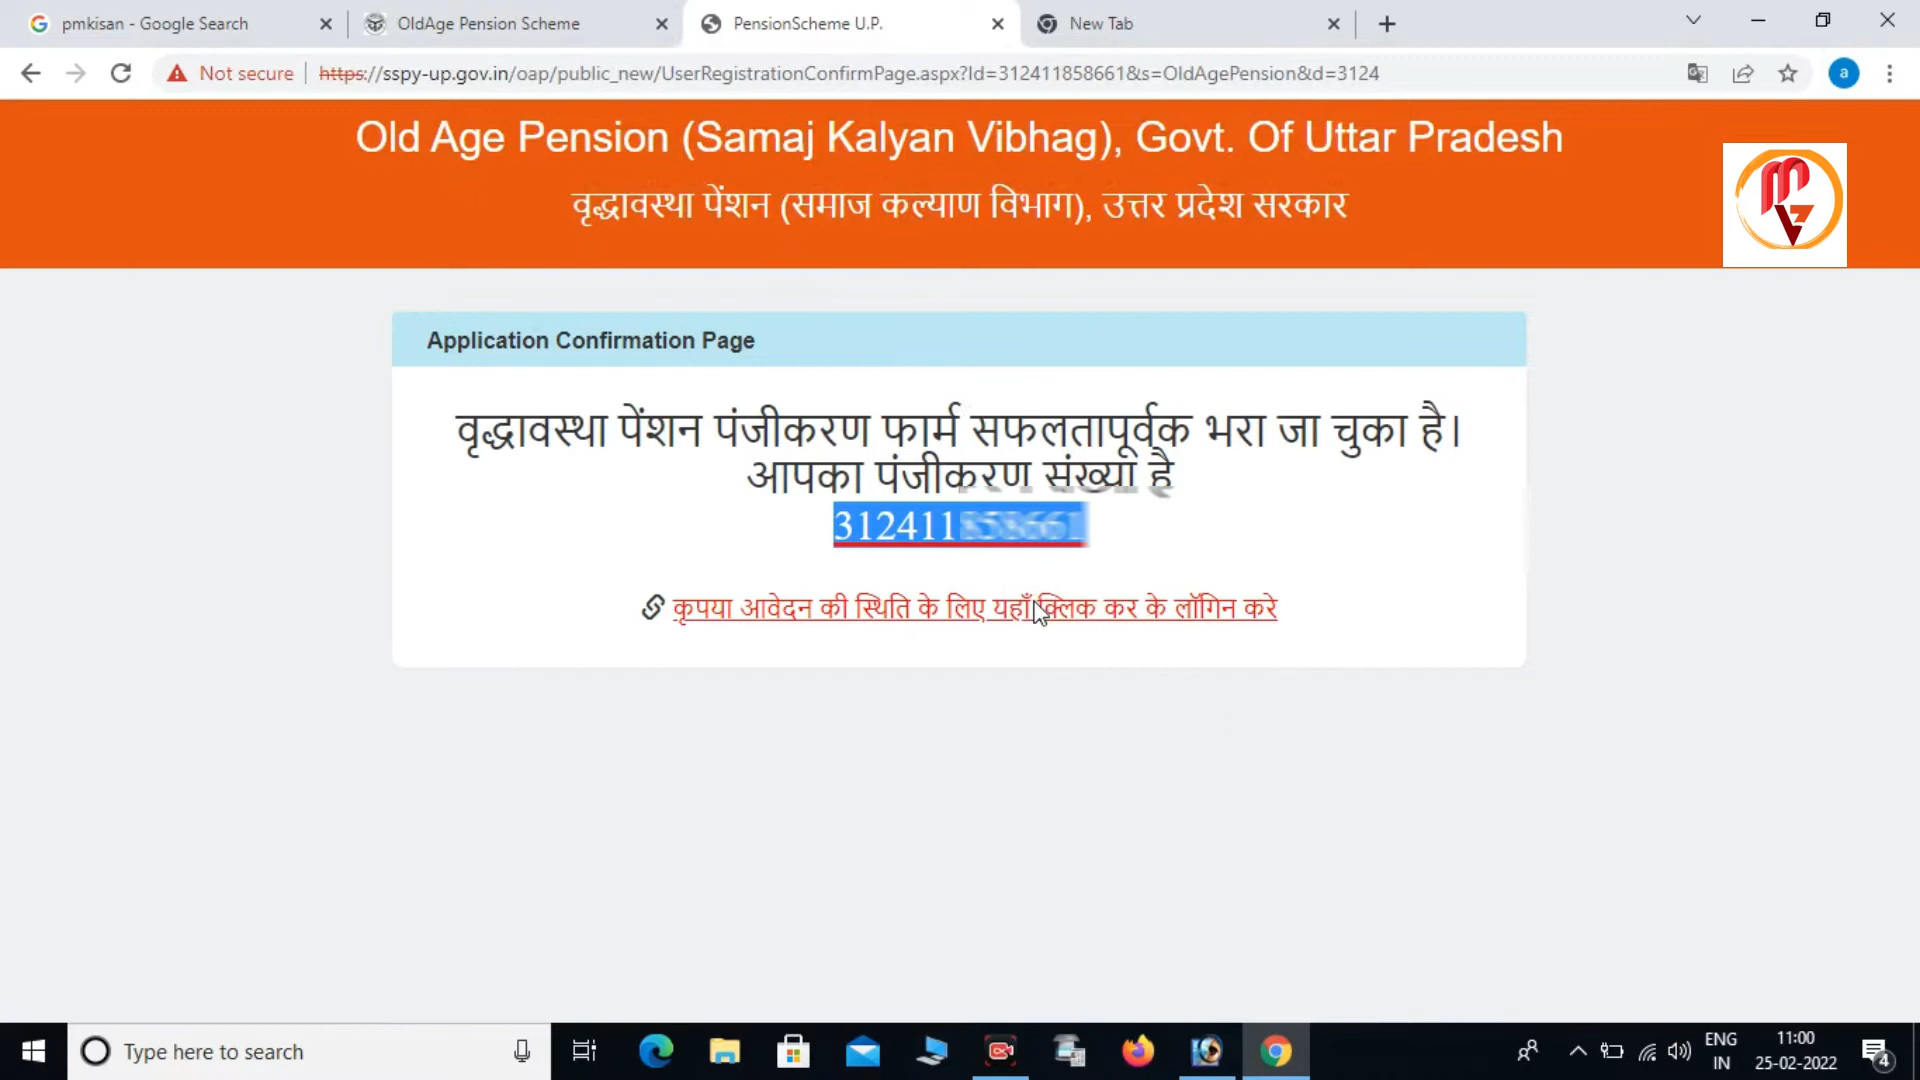 pmkisan - Google Search
OldAge Pension Scheme
PensionScheme U.P.
New Tab
Not secure
https://sspy-up.gov.in/oap/public_new/UserRegistrationConfirmPage.aspx?Id=312411858661&s=OldAgePension&d=3124
a
Old Age Pension (Samaj Kalyan Vibhag), Govt. Of Uttar Pradesh
वृद्धावस्था पेंशन (समाज कल्याण विभाग), उत्तर प्रदेश सरकार
Application Confirmation Page
वृद्धावस्था पेंशन पंजीकरण फार्म सफलतापूर्वक भरा जा चुका है।
आपका पंजीकरण संख्या है
312411
कृपया आवेदन की स्थिति के लिए यहाँ क्लिक कर के लॉगिन करे
Type here to search
ENG
IN
11:00
25-02-2022
4